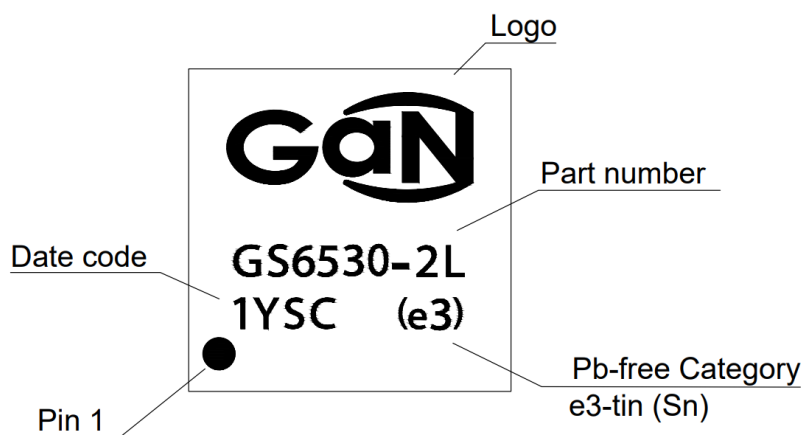 Logo
GaN
Part number
Date code
GS6530-2L
1YSC (e3)
Pb-free Category
e3-tin (Sn)
Pin 1